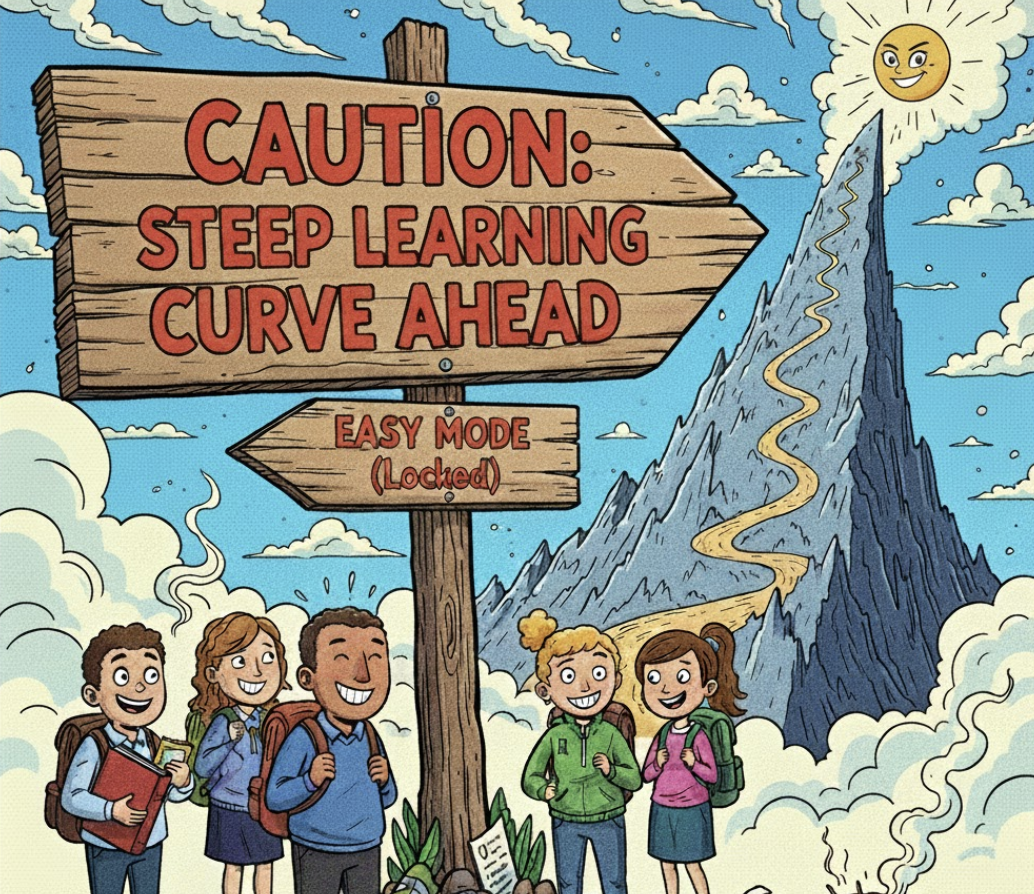 CAUTION:
STEEP LEARNING
CURVE AHEAD
EASY MODE
(Locked)